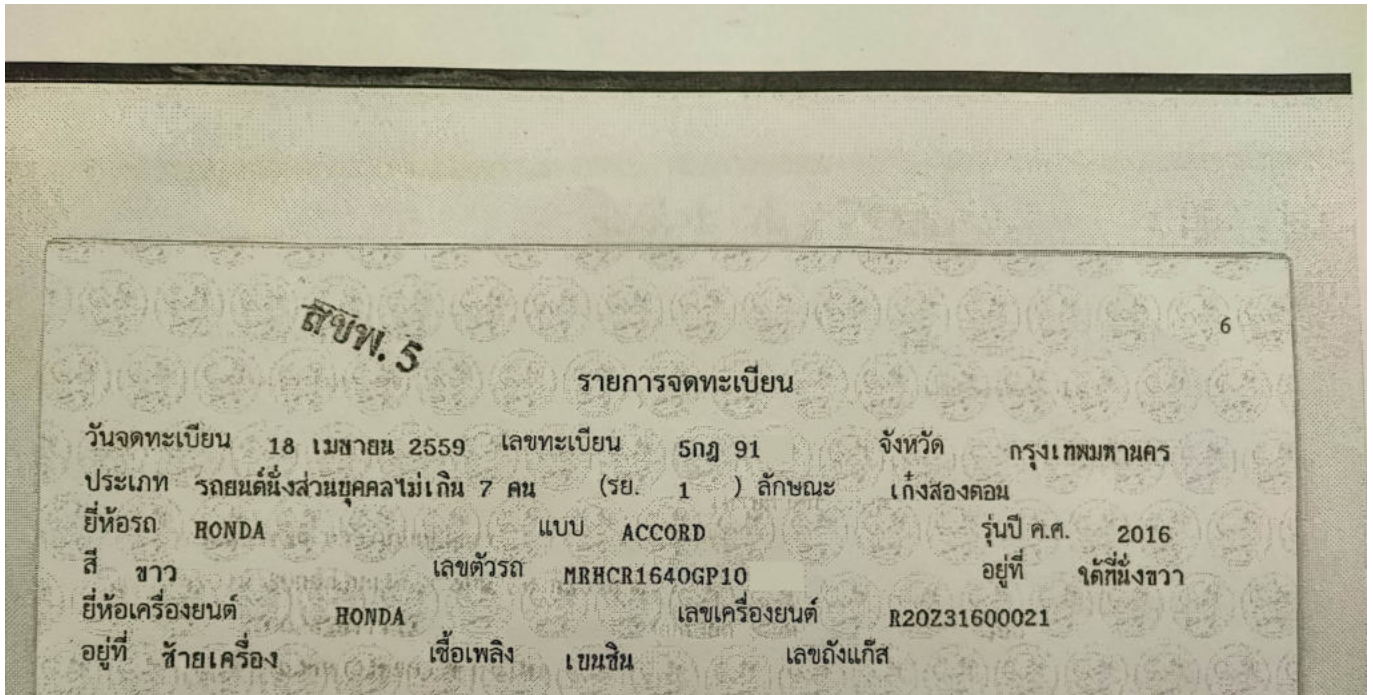 สขพ. 5
6
รายการจดทะเบียน
วันจดทะเบียน 18 เมษายน 2559 เลขทะเบียน 5กฎ 91 จังหวัด กรุงเทพมหานคร
ประเภท รถยนต์นั่งส่วนบุคคลไม่เกิน 7 คน (รย. 1 ) ลักษณะ เก๋งสองตอน
ยี่ห้อรถ HONDA แบบ ACCORD รุ่นปี ค.ศ. 2016
สี ขาว เลขตัวรถ MRHCR1640GP10 อยู่ที่ ใต้ที่นั่งขวา
ยี่ห้อเครื่องยนต์ HONDA เลขเครื่องยนต์ R20Z31600021
อยู่ที่ ซ้ายเครื่อง เชื้อเพลิง เบนซิน เลขถังแก๊ส